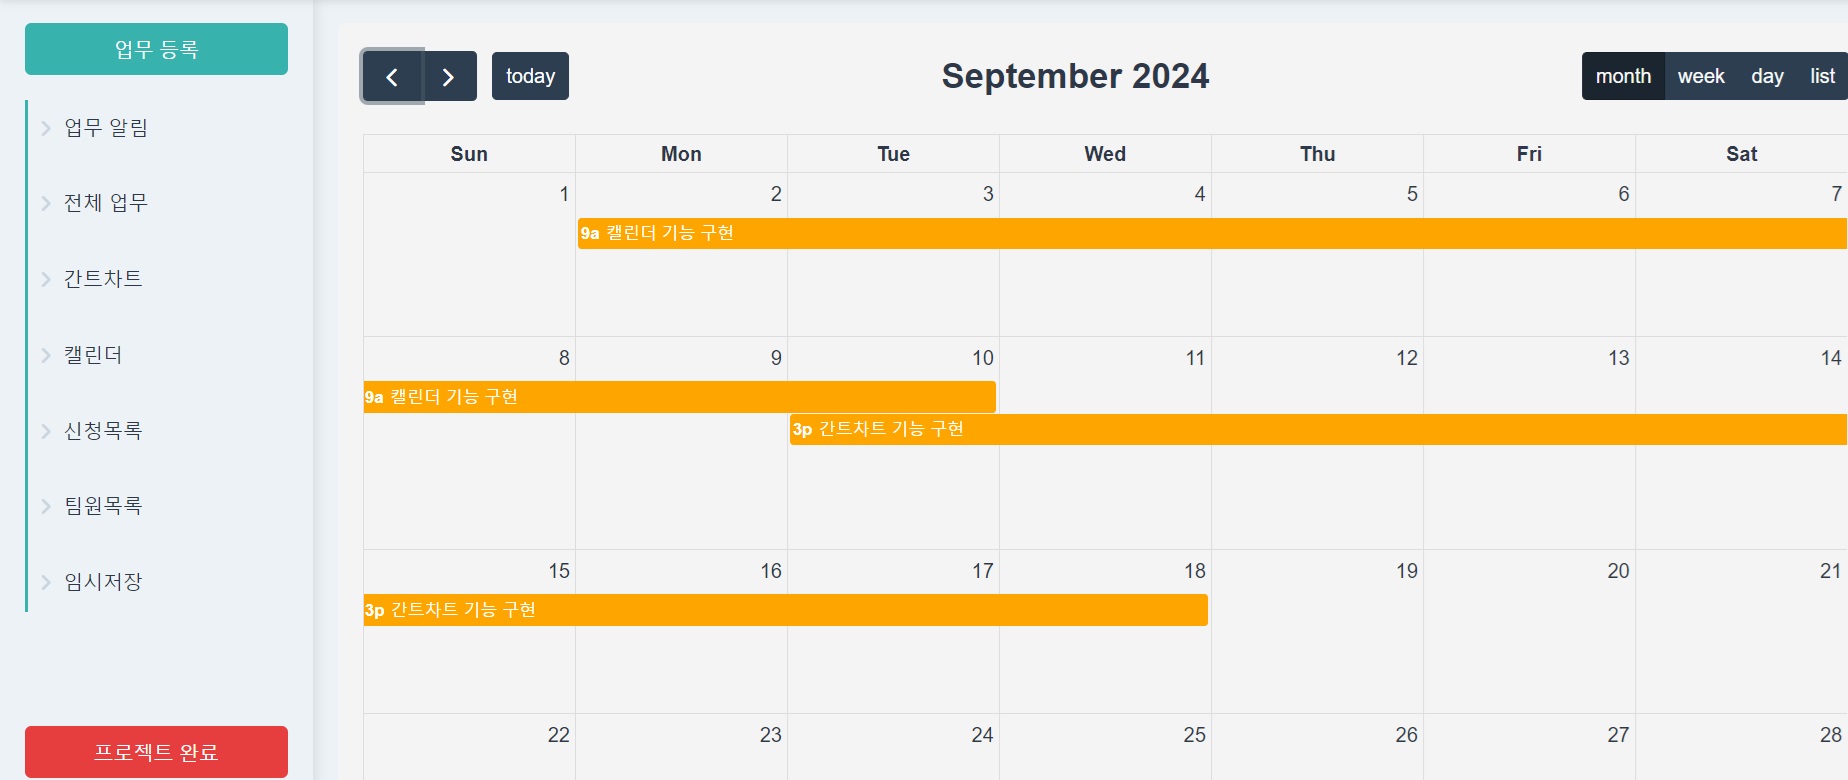 업무 등록
업무 알림
전체 업무
간트차트
캘린더
신청목록
팀원목록
임시저장
프로젝트 완료
today
September 2024
month week day list
Sun Mon Tue Wed Thu Fri Sat
1 2 3 4 5 6 7
9a 캘린더 기능 구현
8 9 10 11 12 13 14
9a 캘린더 기능 구현
3p 간트차트 기능 구현
15 16 17 18 19 20 21
3p 간트차트 기능 구현
22 23 24 25 26 27 28